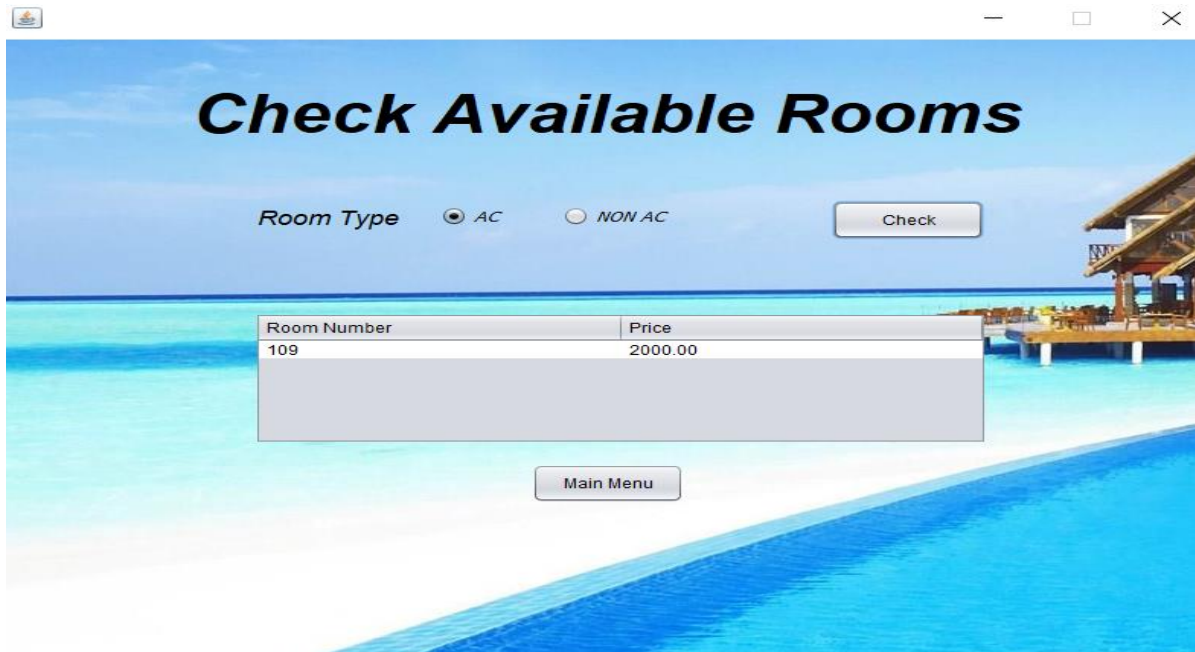 Check Available Rooms
Room Type AC NON AC Check
Room Number Price
109 2000.00
Main Menu